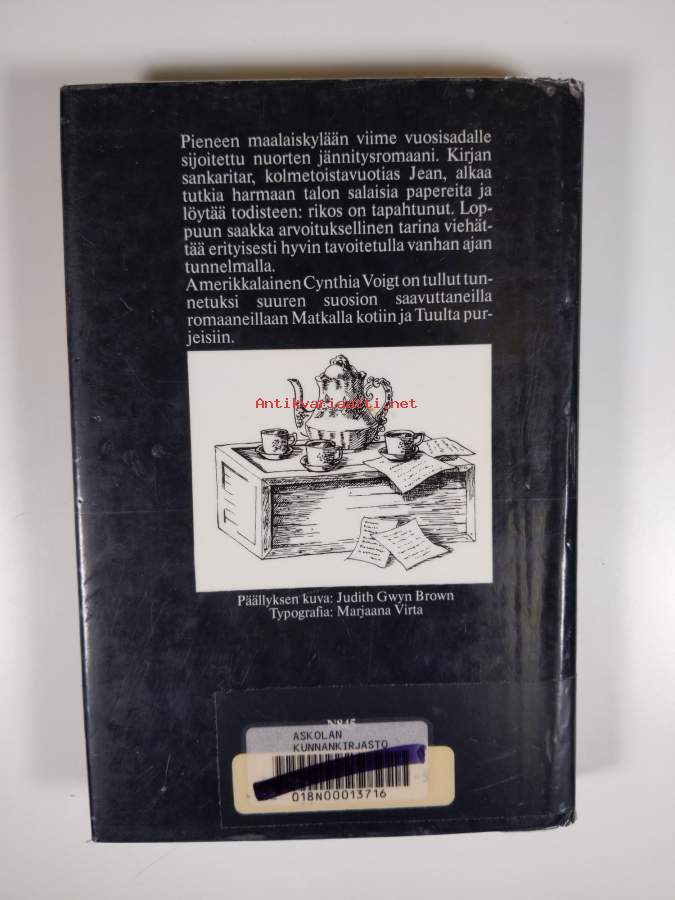 Pieneen maalaiskylään viime vuosisadalle
sijoitettu nuorten jännitysromaani. Kirjan
sankaritar, kolmetoistavuotias Jean, alkaa
tutkia harmaan talon salaisia papereita ja
löytää todisteen: rikos on tapahtunut. Lop-
puun saakka arvoituksellinen tarina viehät-
tää erityisesti hyvin tavoitetulla vanhan ajan
tunnelmalla.
Amerikkalainen Cynthia Voigt on tullut tun-
netuksi suuren suosion saavuttaneilla
romaaneillaan Matkalla kotiin ja Tuulta pur-
jeisiin.
Antikvariaatti.net
Päällyksen kuva: Judith Gwyn Brown
Typografia: Marjaana Virta
N845
ASKOLAN
KUNNANKIRJASTO
018N00013716